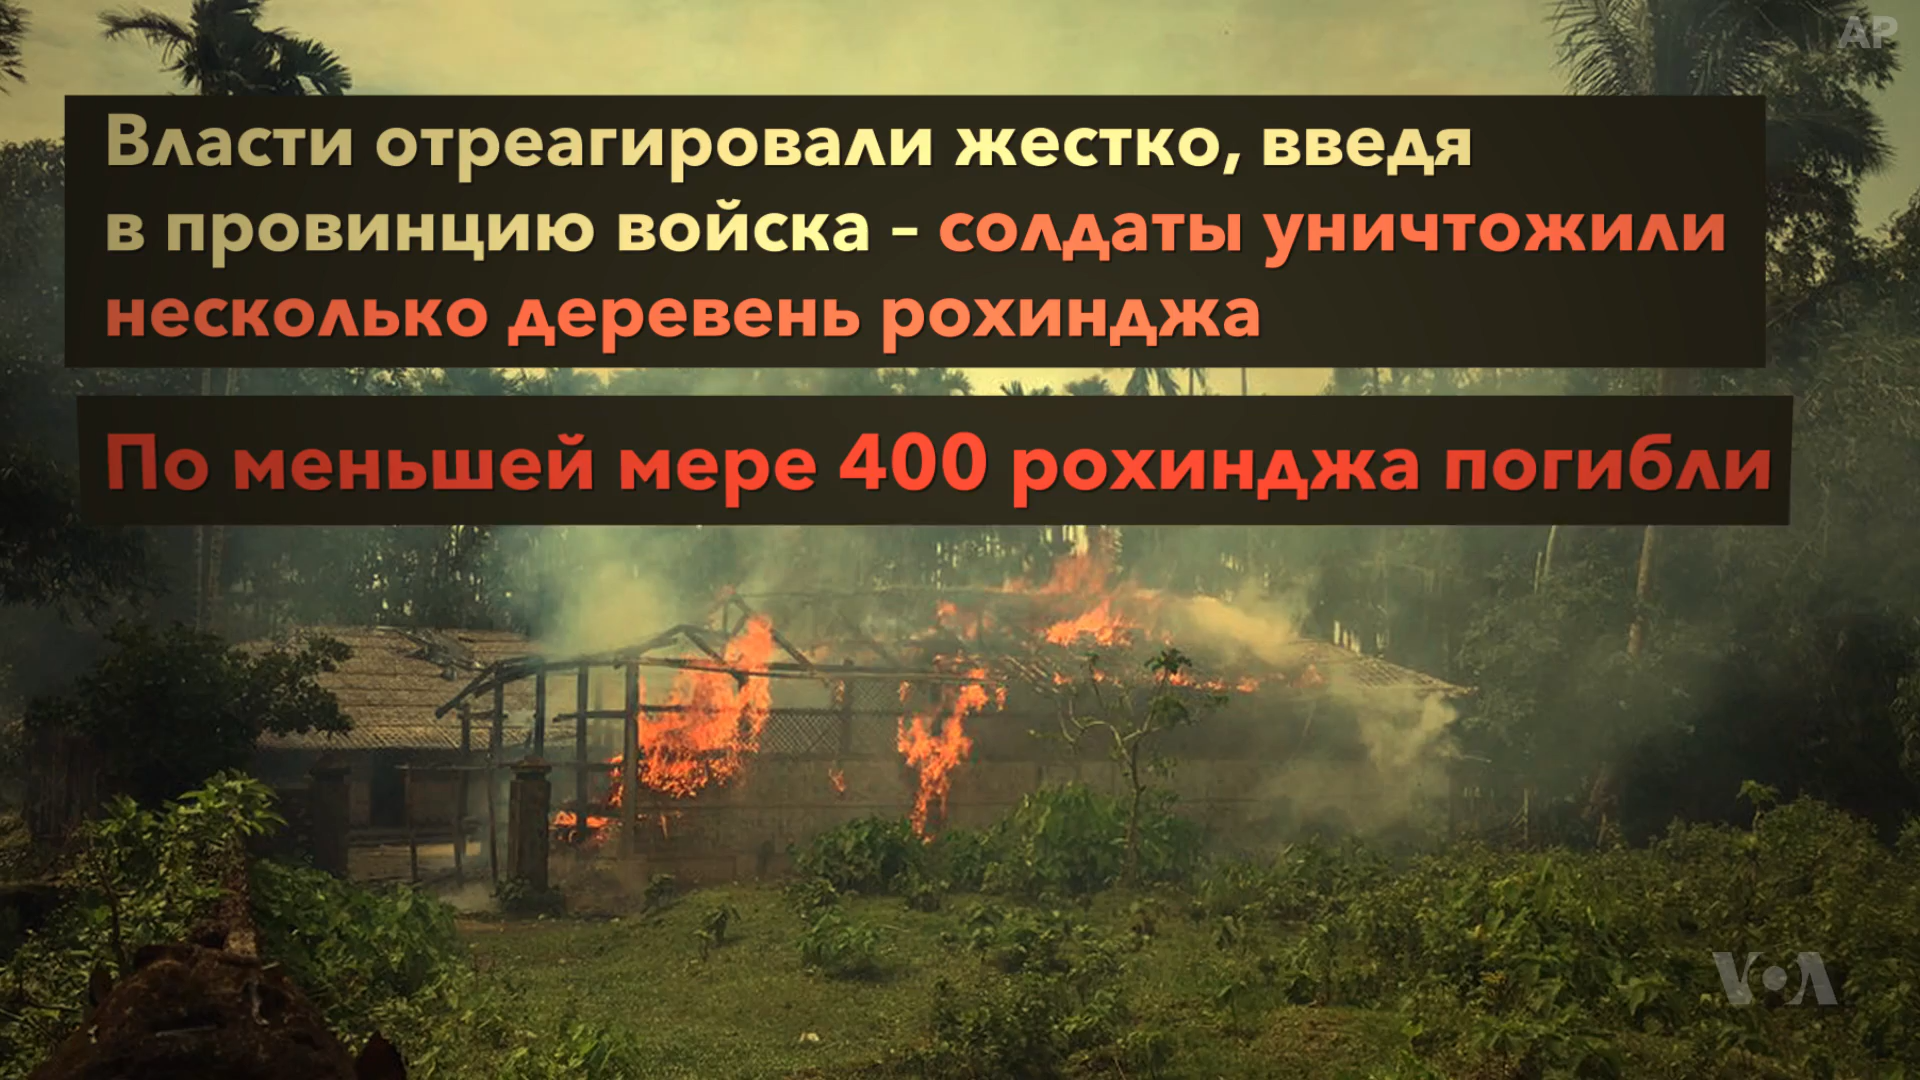 AP
Власти отреагировали жестко, введя
в провинцию войска – солдаты уничтожили
несколько деревень рохинджа
По меньшей мере 400 рохинджа погибли
VOA